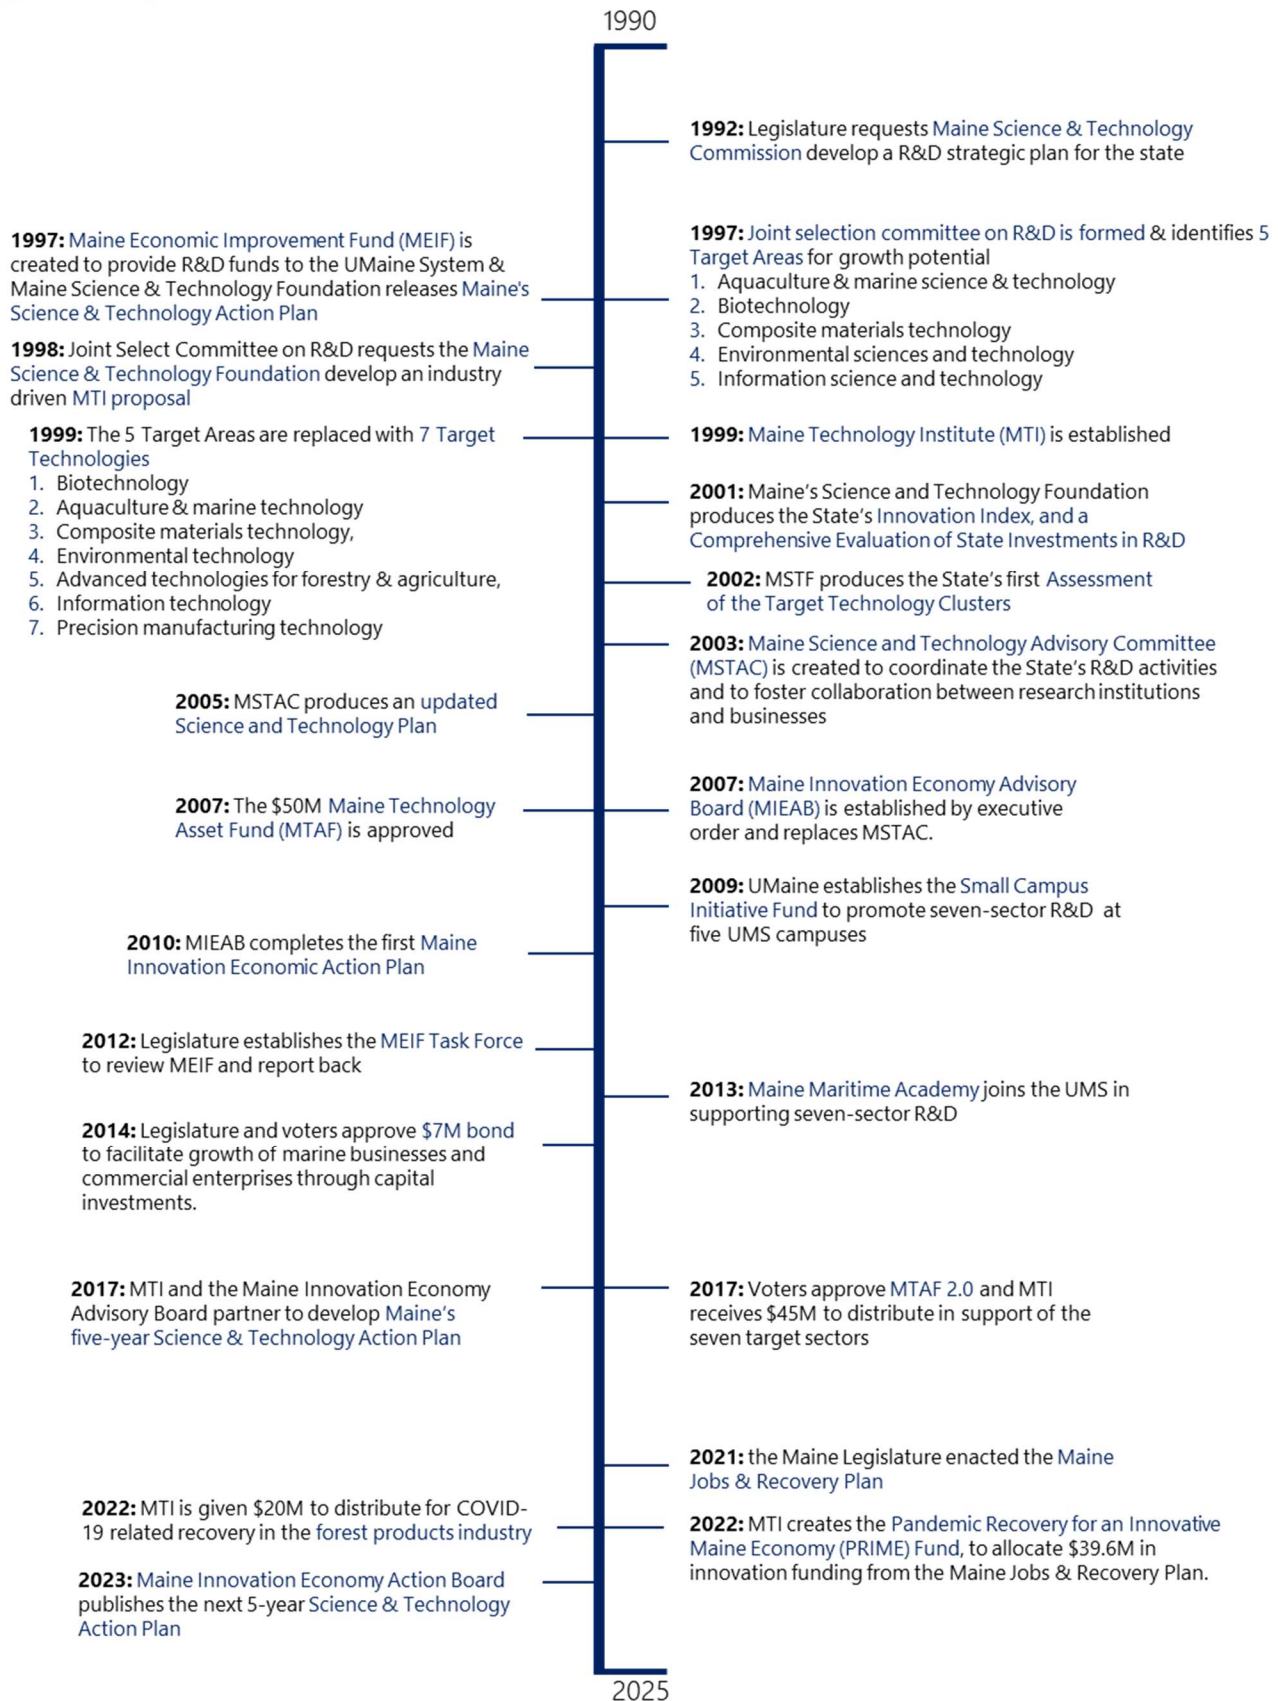 1990
1992: Legislature requests Maine Science & Technology
Commission develop a R&D strategic plan for the state
1997: Maine Economic Improvement Fund (MEIF) is
created to provide R&D funds to the UMaine System &
Maine Science & Technology Foundation releases Maine's
Science & Technology Action Plan
1997: Joint selection committee on R&D is formed & identifies 5
Target Areas for growth potential
1. Aquaculture & marine science & technology
2. Biotechnology
3. Composite materials technology
4. Environmental sciences and technology
5. Information science and technology
1998: Joint Select Committee on R&D requests the Maine
Science & Technology Foundation develop an industry
driven MTI proposal
1999: The 5 Target Areas are replaced with 7 Target
Technologies
1. Biotechnology
2. Aquaculture & marine technology
3. Composite materials technology,
4. Environmental technology
5. Advanced technologies for forestry & agriculture,
6. Information technology
7. Precision manufacturing technology
1999: Maine Technology Institute (MTI) is established
2001: Maine’s Science and Technology Foundation
produces the State’s Innovation Index, and a
Comprehensive Evaluation of State Investments in R&D
2002: MSTF produces the State’s first Assessment
of the Target Technology Clusters
2003: Maine Science and Technology Advisory Committee
(MSTAC) is created to coordinate the State’s R&D activities
and to foster collaboration between research institutions
and businesses
2005: MSTAC produces an updated
Science and Technology Plan
2007: The $50M Maine Technology
Asset Fund (MTAF) is approved
2007: Maine Innovation Economy Advisory
Board (MIEAB) is established by executive
order and replaces MSTAC.
2009: UMaine establishes the Small Campus
Initiative Fund to promote seven-sector R&D at
five UMS campuses
2010: MIEAB completes the first Maine
Innovation Economic Action Plan
2012: Legislature establishes the MEIF Task Force
to review MEIF and report back
2013: Maine Maritime Academy joins the UMS in
supporting seven-sector R&D
2014: Legislature and voters approve $7M bond
to facilitate growth of marine businesses and
commercial enterprises through capital
investments.
2017: MTI and the Maine Innovation Economy
Advisory Board partner to develop Maine’s
five-year Science & Technology Action Plan
2017: Voters approve MTAF 2.0 and MTI
receives $45M to distribute in support of the
seven target sectors
2021: the Maine Legislature enacted the Maine
Jobs & Recovery Plan
2022: MTI is given $20M to distribute for COVID-
19 related recovery in the forest products industry
2022: MTI creates the Pandemic Recovery for an Innovative
Maine Economy (PRIME) Fund, to allocate $39.6M in
innovation funding from the Maine Jobs & Recovery Plan.
2023: Maine Innovation Economy Action Board
publishes the next 5-year Science & Technology
Action Plan
2025